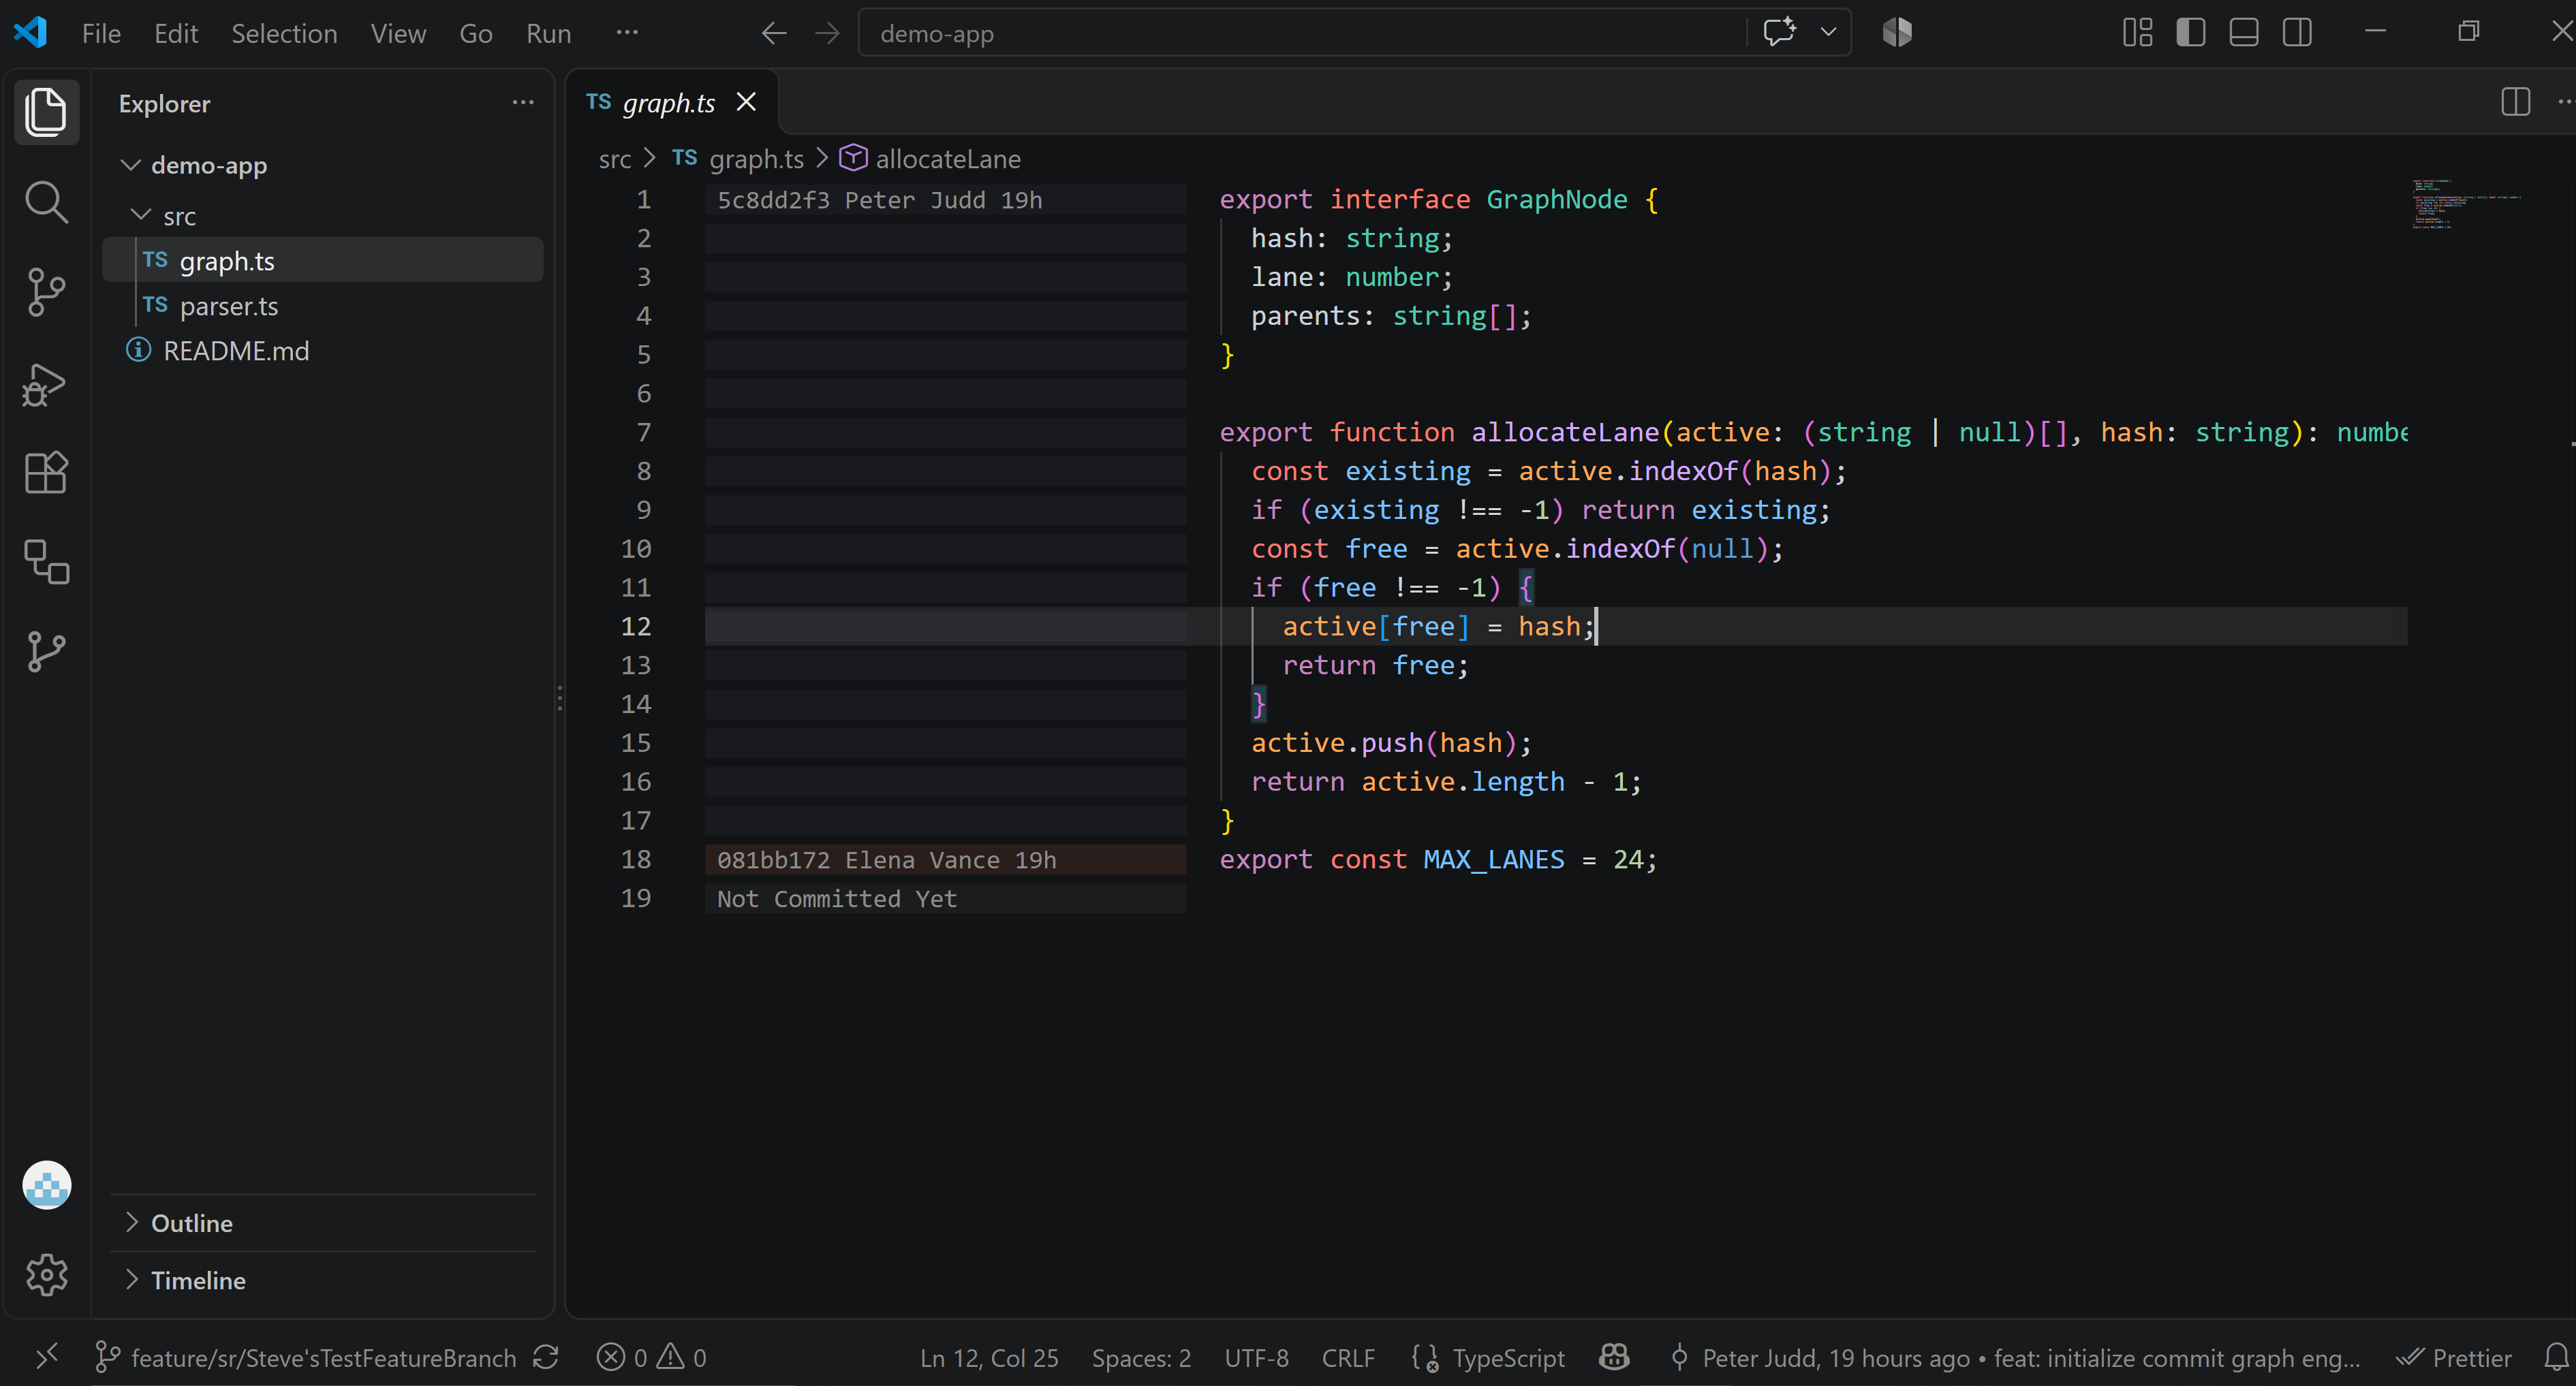 File Edit Selection View Go Run ··· demo-app
Explorer ···
demo-app
src
TS graph.ts
TS parser.ts
README.md
Outline
Timeline
TS graph.ts
src > TS graph.ts > allocateLane
1 5c8dd2f3 Peter Judd 19h export interface GraphNode {
2 hash: string;
3 lane: number;
4 parents: string[];
5 }
6
7 export function allocateLane(active: (string | null)[], hash: string): numbe
8 const existing = active.indexOf(hash);
9 if (existing !== -1) return existing;
10 const free = active.indexOf(null);
11 if (free !== -1) {
12 active[free] = hash;
13 return free;
14 }
15 active.push(hash);
16 return active.length - 1;
17 }
18 081bb172 Elena Vance 19h export const MAX_LANES = 24;
19 Not Committed Yet
feature/sr/Steve'sTestFeatureBranch 0 0 Ln 12, Col 25 Spaces: 2 UTF-8 CRLF TypeScript Peter Judd, 19 hours ago • feat: initialize commit graph eng... Prettier